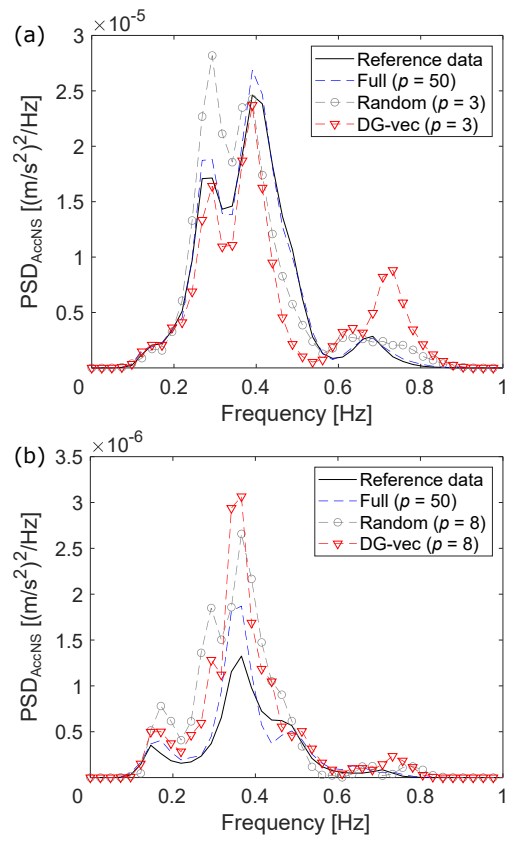 (a)
× 10⁻⁵
3
2.5
2
1.5
1
0.5
0
0
0.2
0.4
0.6
0.8
1
PSD_AccNS [(m/s²)²/Hz]
Frequency [Hz]
Reference data
Full (p = 50)
Random (p = 3)
DG-vec (p = 3)
(b)
× 10⁻⁶
3.5
3
2.5
2
1.5
1
0.5
0
0
0.2
0.4
0.6
0.8
1
PSD_AccNS [(m/s²)²/Hz]
Frequency [Hz]
Reference data
Full (p = 50)
Random (p = 8)
DG-vec (p = 8)